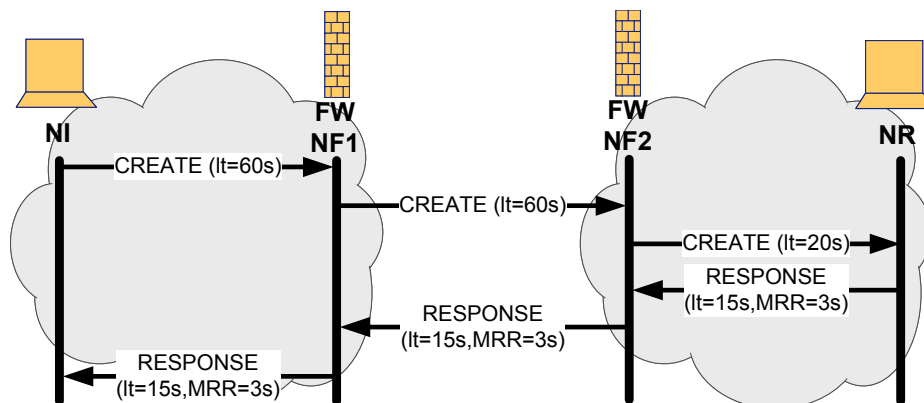 FW
NF1
FW
NF2
NI
NR
CREATE (lt=60s)
CREATE (lt=60s)
CREATE (lt=20s)
RESPONSE
(lt=15s,MRR=3s)
RESPONSE
(lt=15s,MRR=3s)
RESPONSE
(lt=15s,MRR=3s)